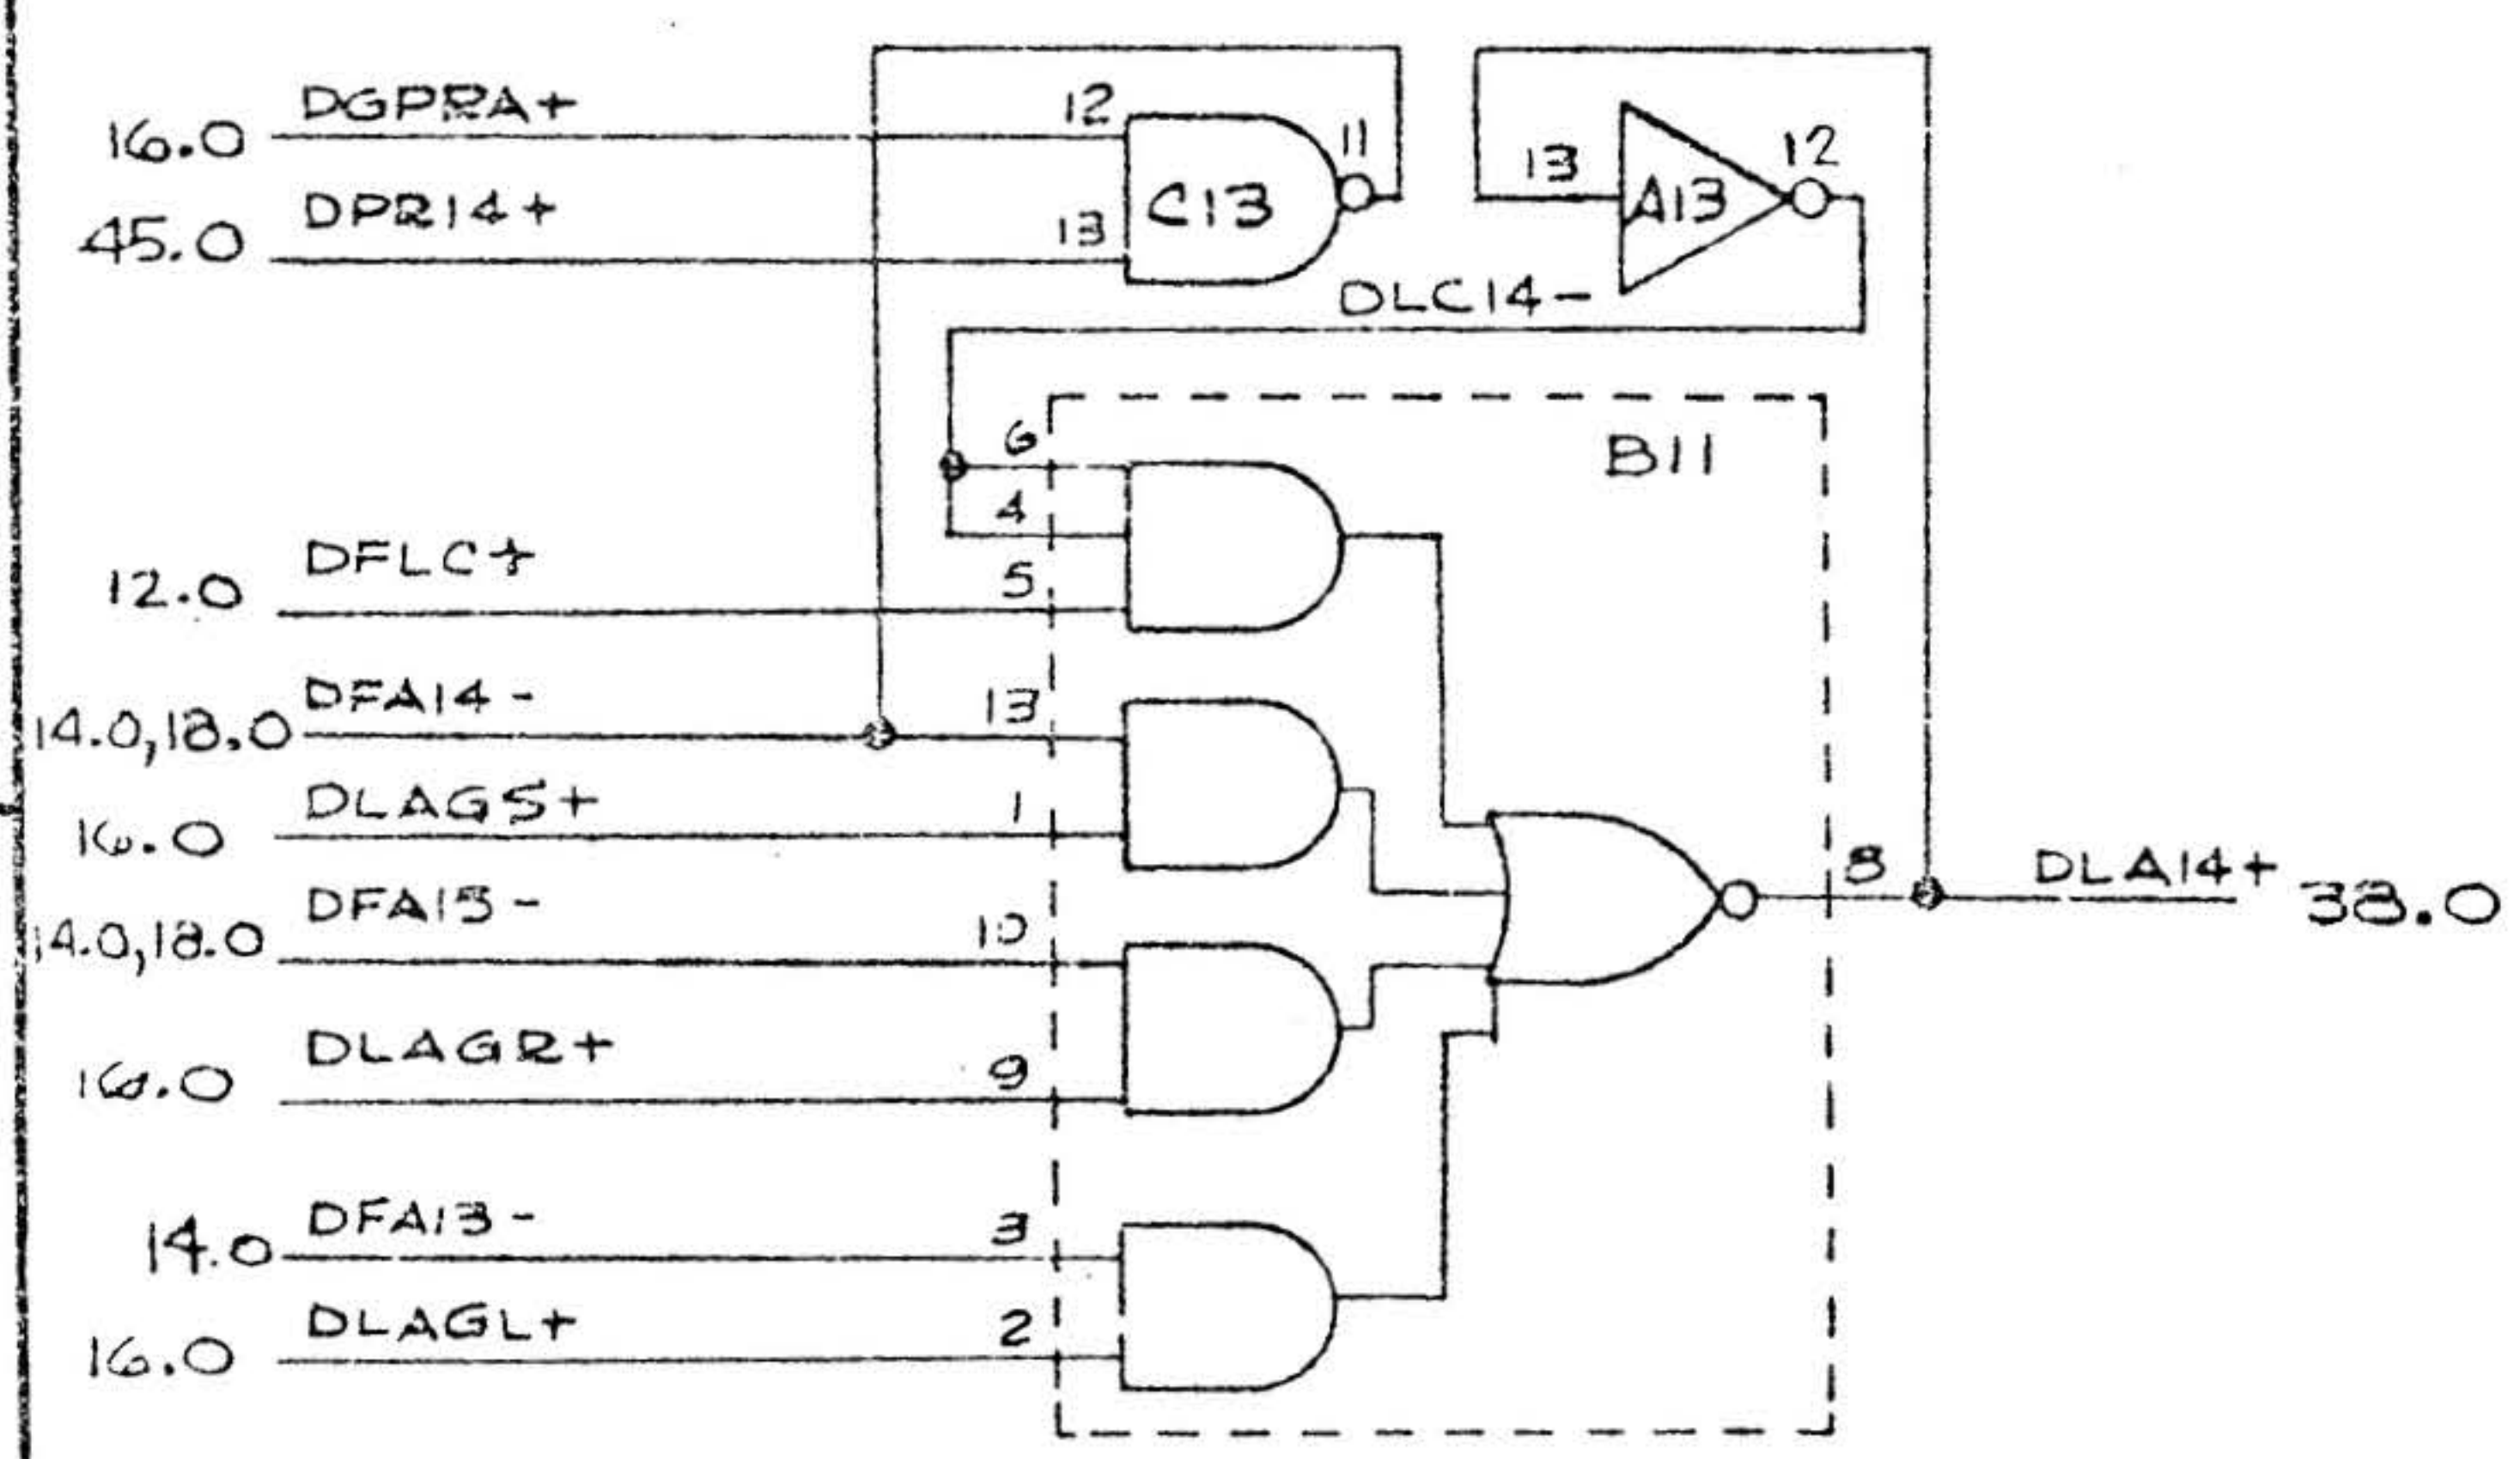 DGPRA+ 12
16.0
11
13 A13 12
DPR14+ C13
45.0 13
DLC14-
6 B11
4
DFLC+
12.0 5
DFA14- 13
14.0,18.0
DLAGS+ 1
16.0
8 DLA14+ 38.0
DFA15- 10
14.0,18.0
DLAGR+ 9
16.0
DFA13- 3
14.0
DLAGL+ 2
16.0